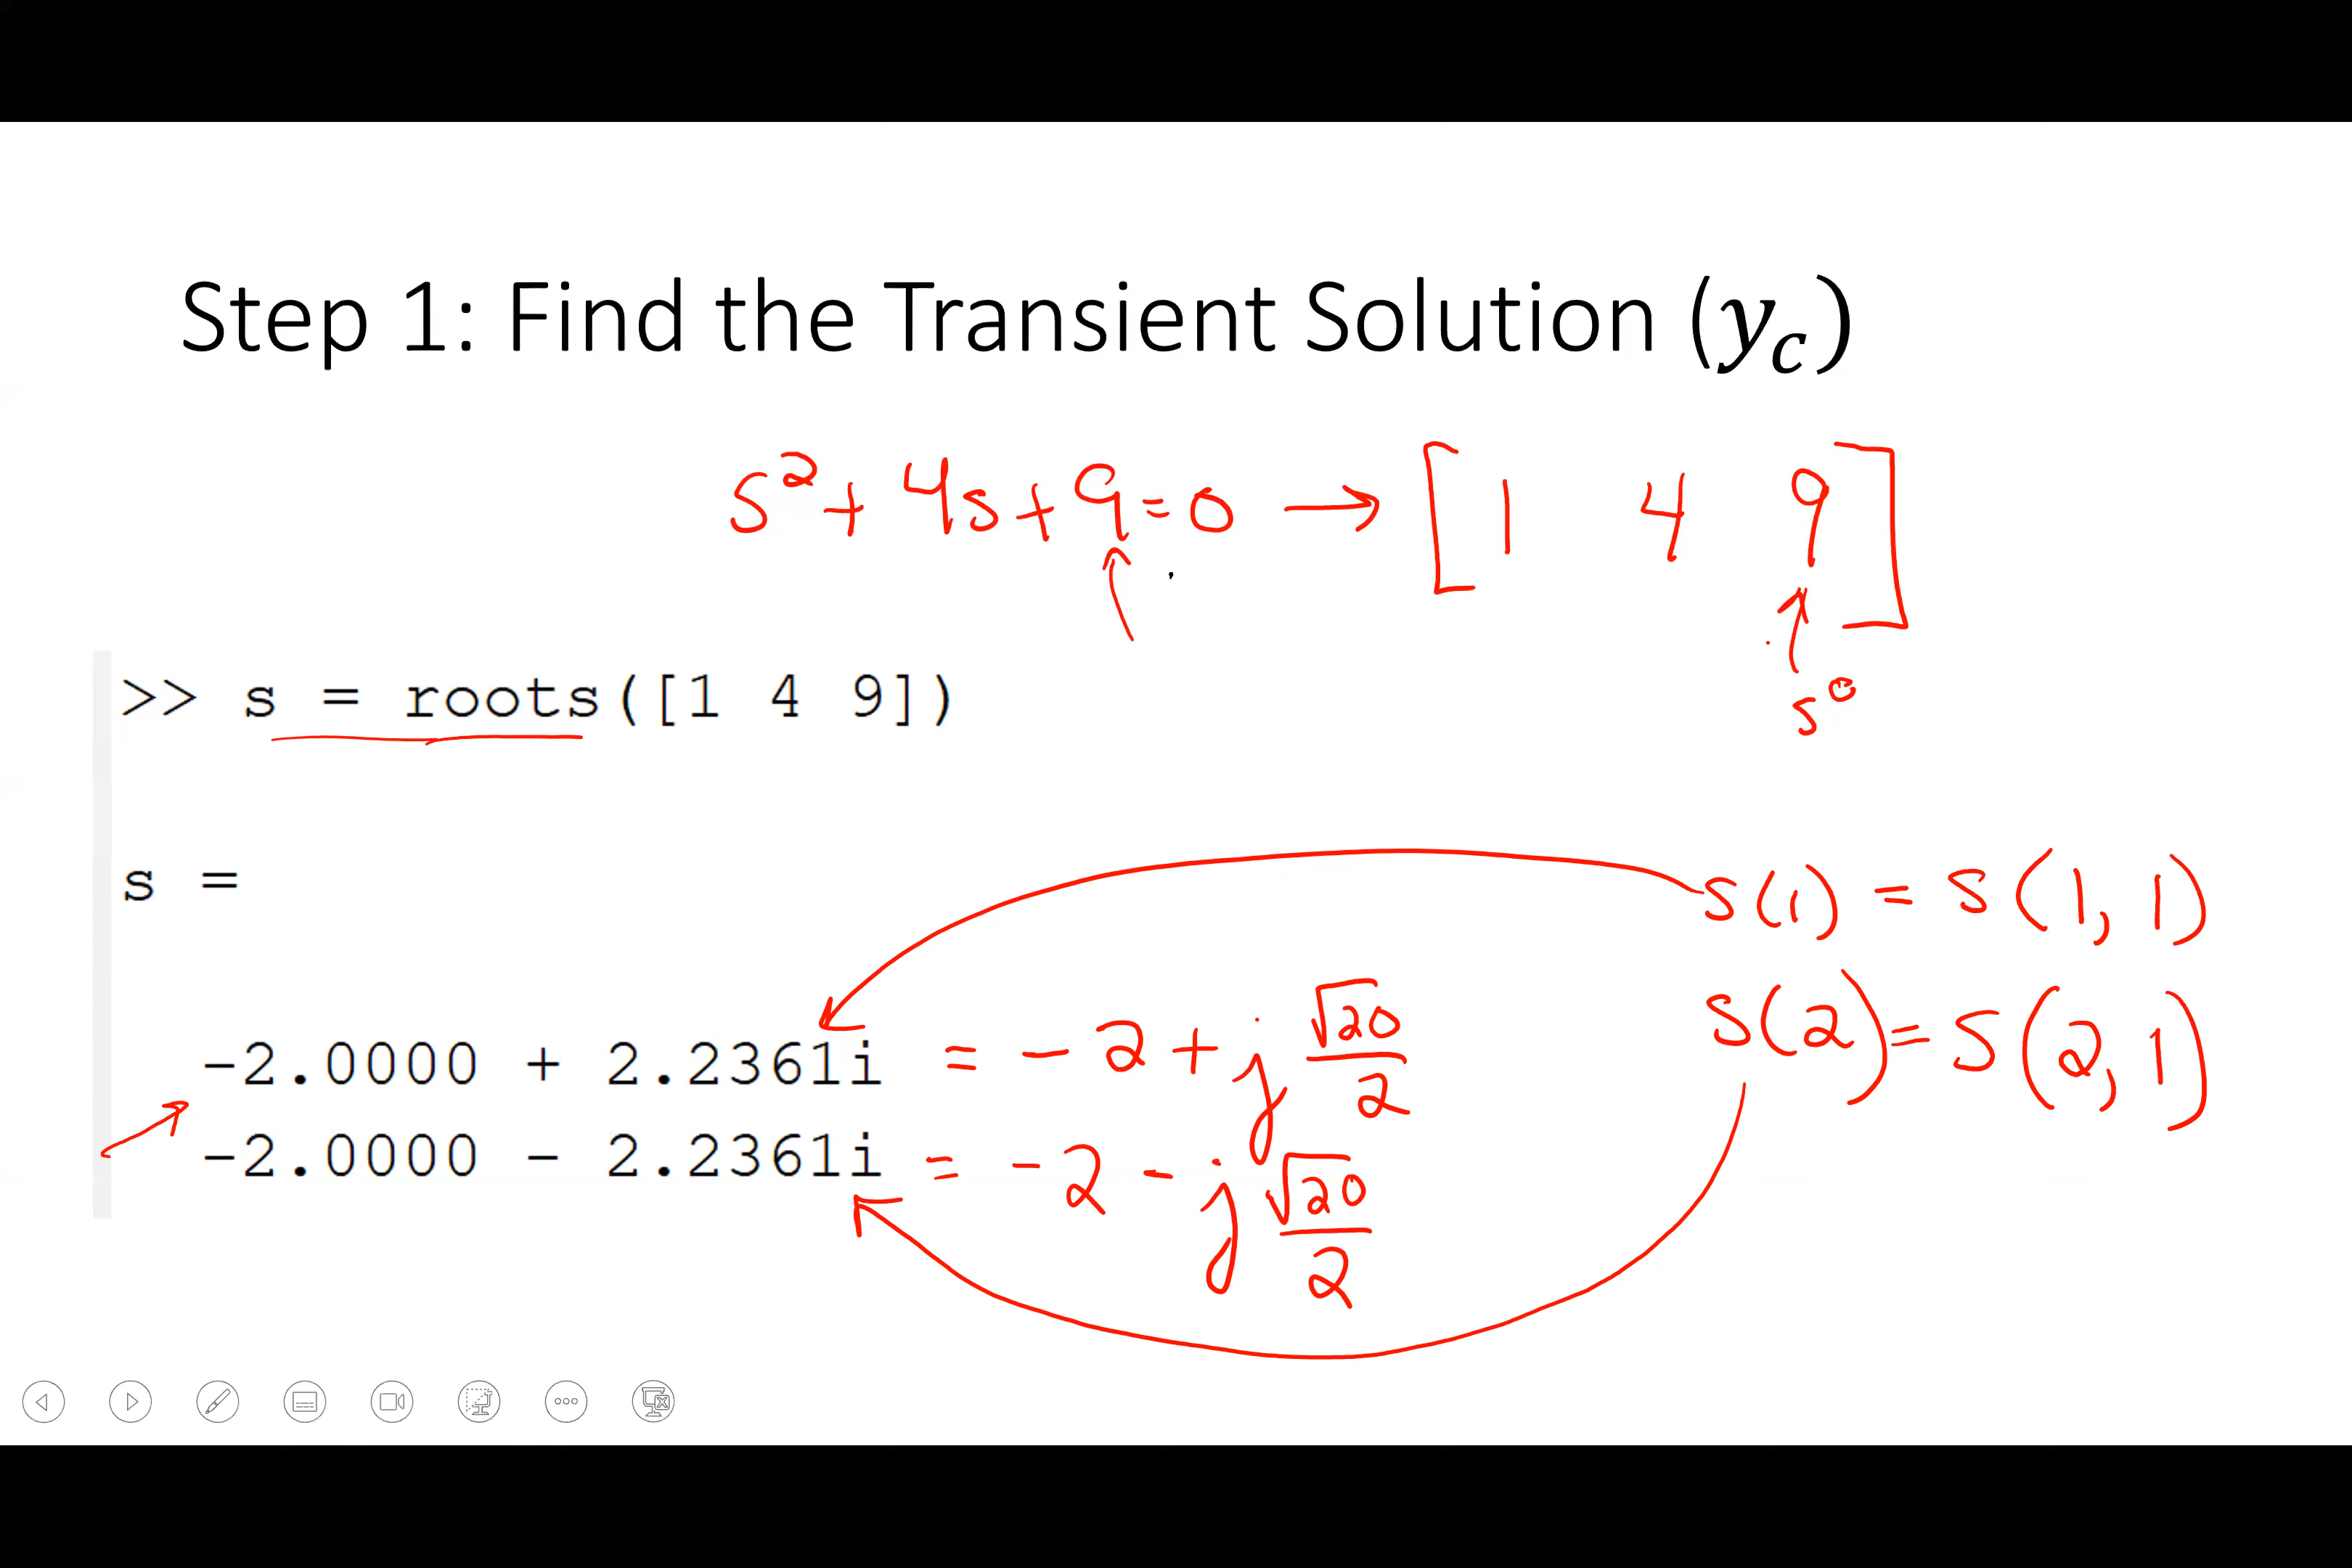 Step 1: Find the Transient Solution (y_c)
s² + 4s + 9 = 0 → [1 4 9]
>> s = roots([1 4 9])
s⁰
s =
s(1) = s(1,1)
s(2) = s(2,1)
-2.0000 + 2.2361i = -2 + j √20/2
-2.0000 - 2.2361i = -2 - j √20/2